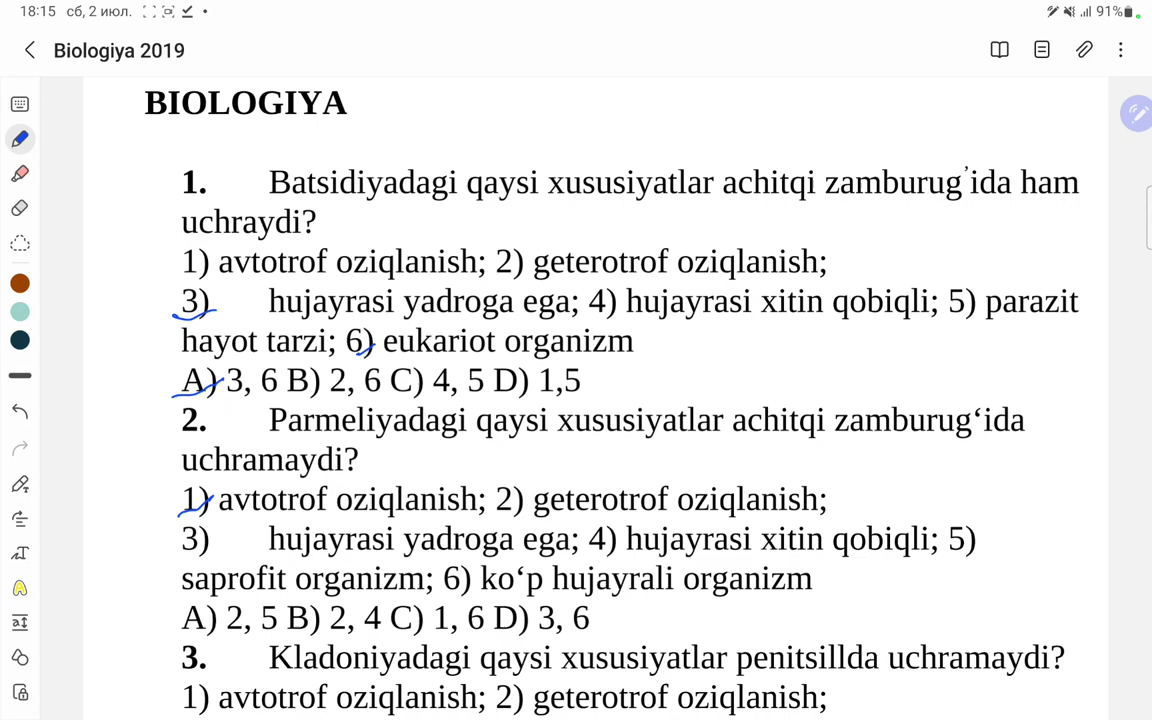 18:15 сб, 2 июл. 91%
Biologiya 2019
BIOLOGIYA
1. Batsidiyadagi qaysi xususiyatlar achitqi zamburug’ida ham
uchraydi?
1) avtotrof oziqlanish; 2) geterotrof oziqlanish;
3) hujayrasi yadroga ega; 4) hujayrasi xitin qobiqli; 5) parazit
hayot tarzi; 6) eukariot organizm
A) 3, 6 B) 2, 6 C) 4, 5 D) 1,5
2. Parmeliyadagi qaysi xususiyatlar achitqi zamburug‘ida
uchramaydi?
1) avtotrof oziqlanish; 2) geterotrof oziqlanish;
3) hujayrasi yadroga ega; 4) hujayrasi xitin qobiqli; 5)
saprofit organizm; 6) ko‘p hujayrali organizm
A) 2, 5 B) 2, 4 C) 1, 6 D) 3, 6
3. Kladoniyadagi qaysi xususiyatlar penitsillda uchramaydi?
1) avtotrof oziqlanish; 2) geterotrof oziqlanish;